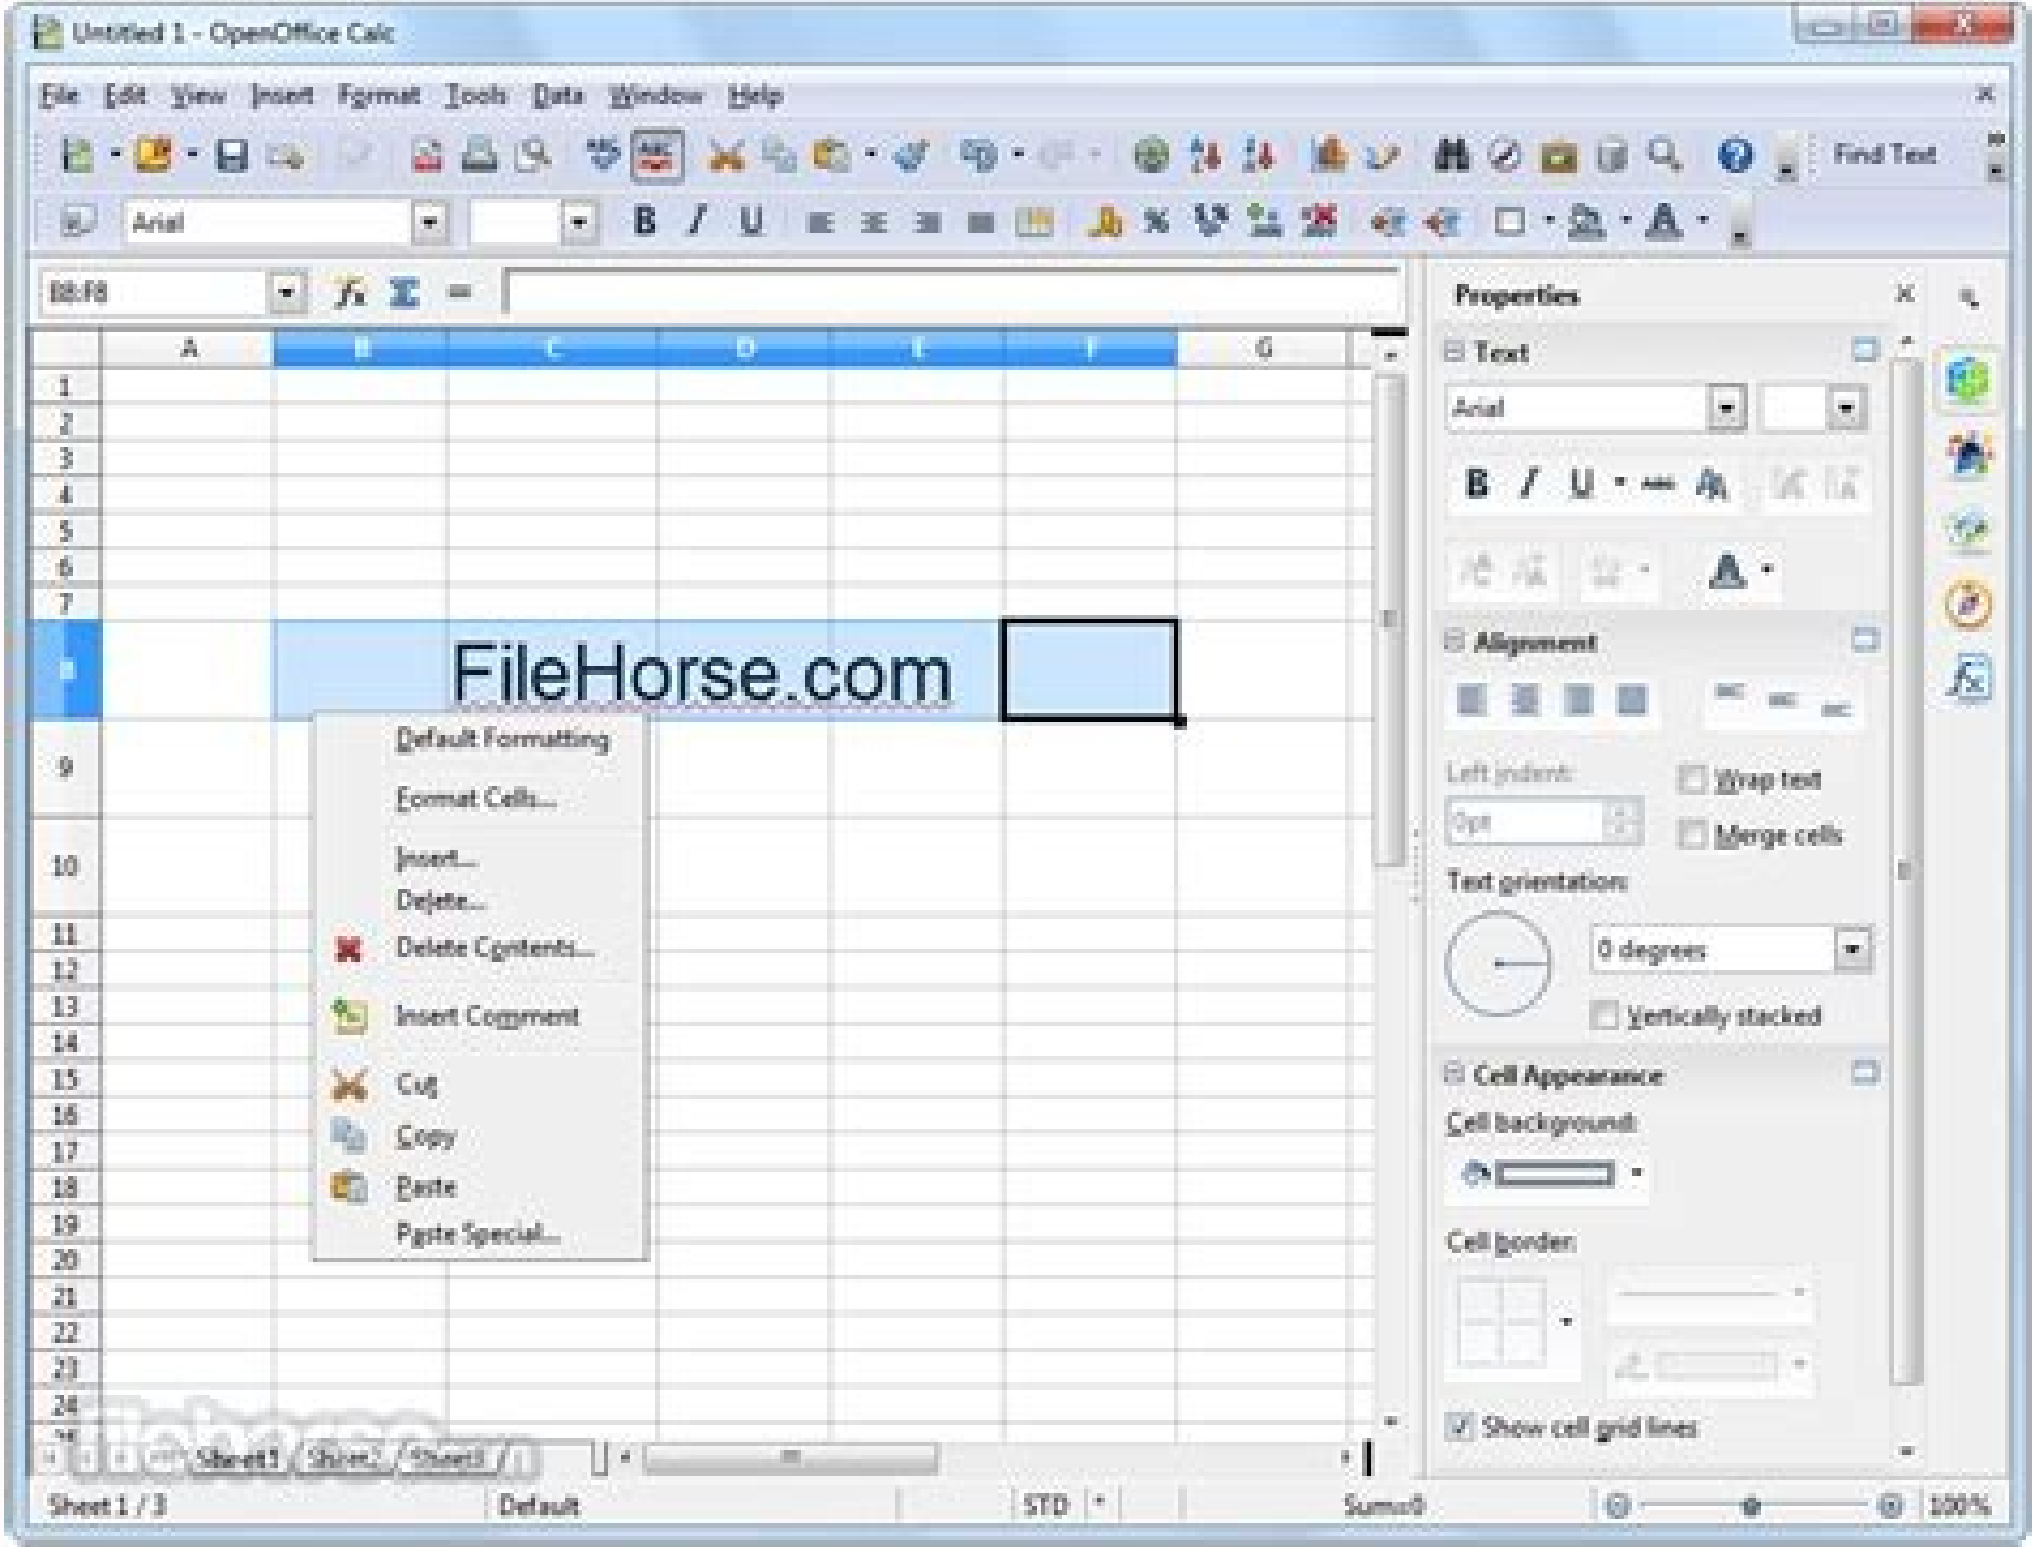 Untitled 1 - OpenOffice Calc
File Edit View Insert Format Tools Data Window Help
Find Text
Arial
B I U
B8:F8
Properties
A B C D E F G
Text
Arial
B I U
Alignment
Left indent:
0pt
Wrap text
Merge cells
Text orientation:
0 degrees
Vertically stacked
Cell Appearance
Cell background:
Cell border:
Show cell grid lines
1
2
3
4
5
6
7
8
FileHorse.com
9
10
11
12
13
14
15
16
17
18
19
20
21
22
23
24
Default Formatting
Format Cells...
Insert...
Delete...
Delete Contents...
Insert Comment
Cut
Copy
Paste
Paste Special...
filehorse
Sheet1 Sheet2 Sheet3
Sheet 1 / 3
Default
STD
*
Sum=0
100%